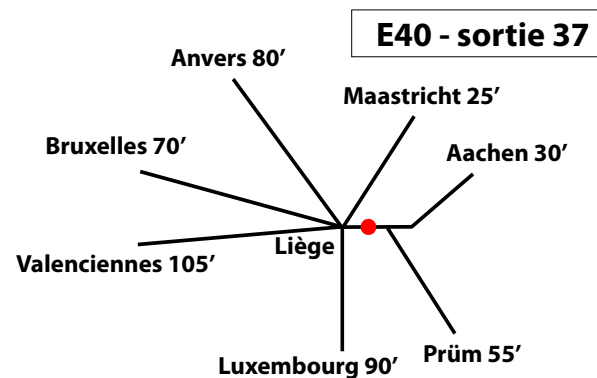 E40 - sortie 37
Anvers 80’
Maastricht 25’
Bruxelles 70’
Aachen 30’
Liège
Valenciennes 105’
Luxembourg 90’
Prüm 55’